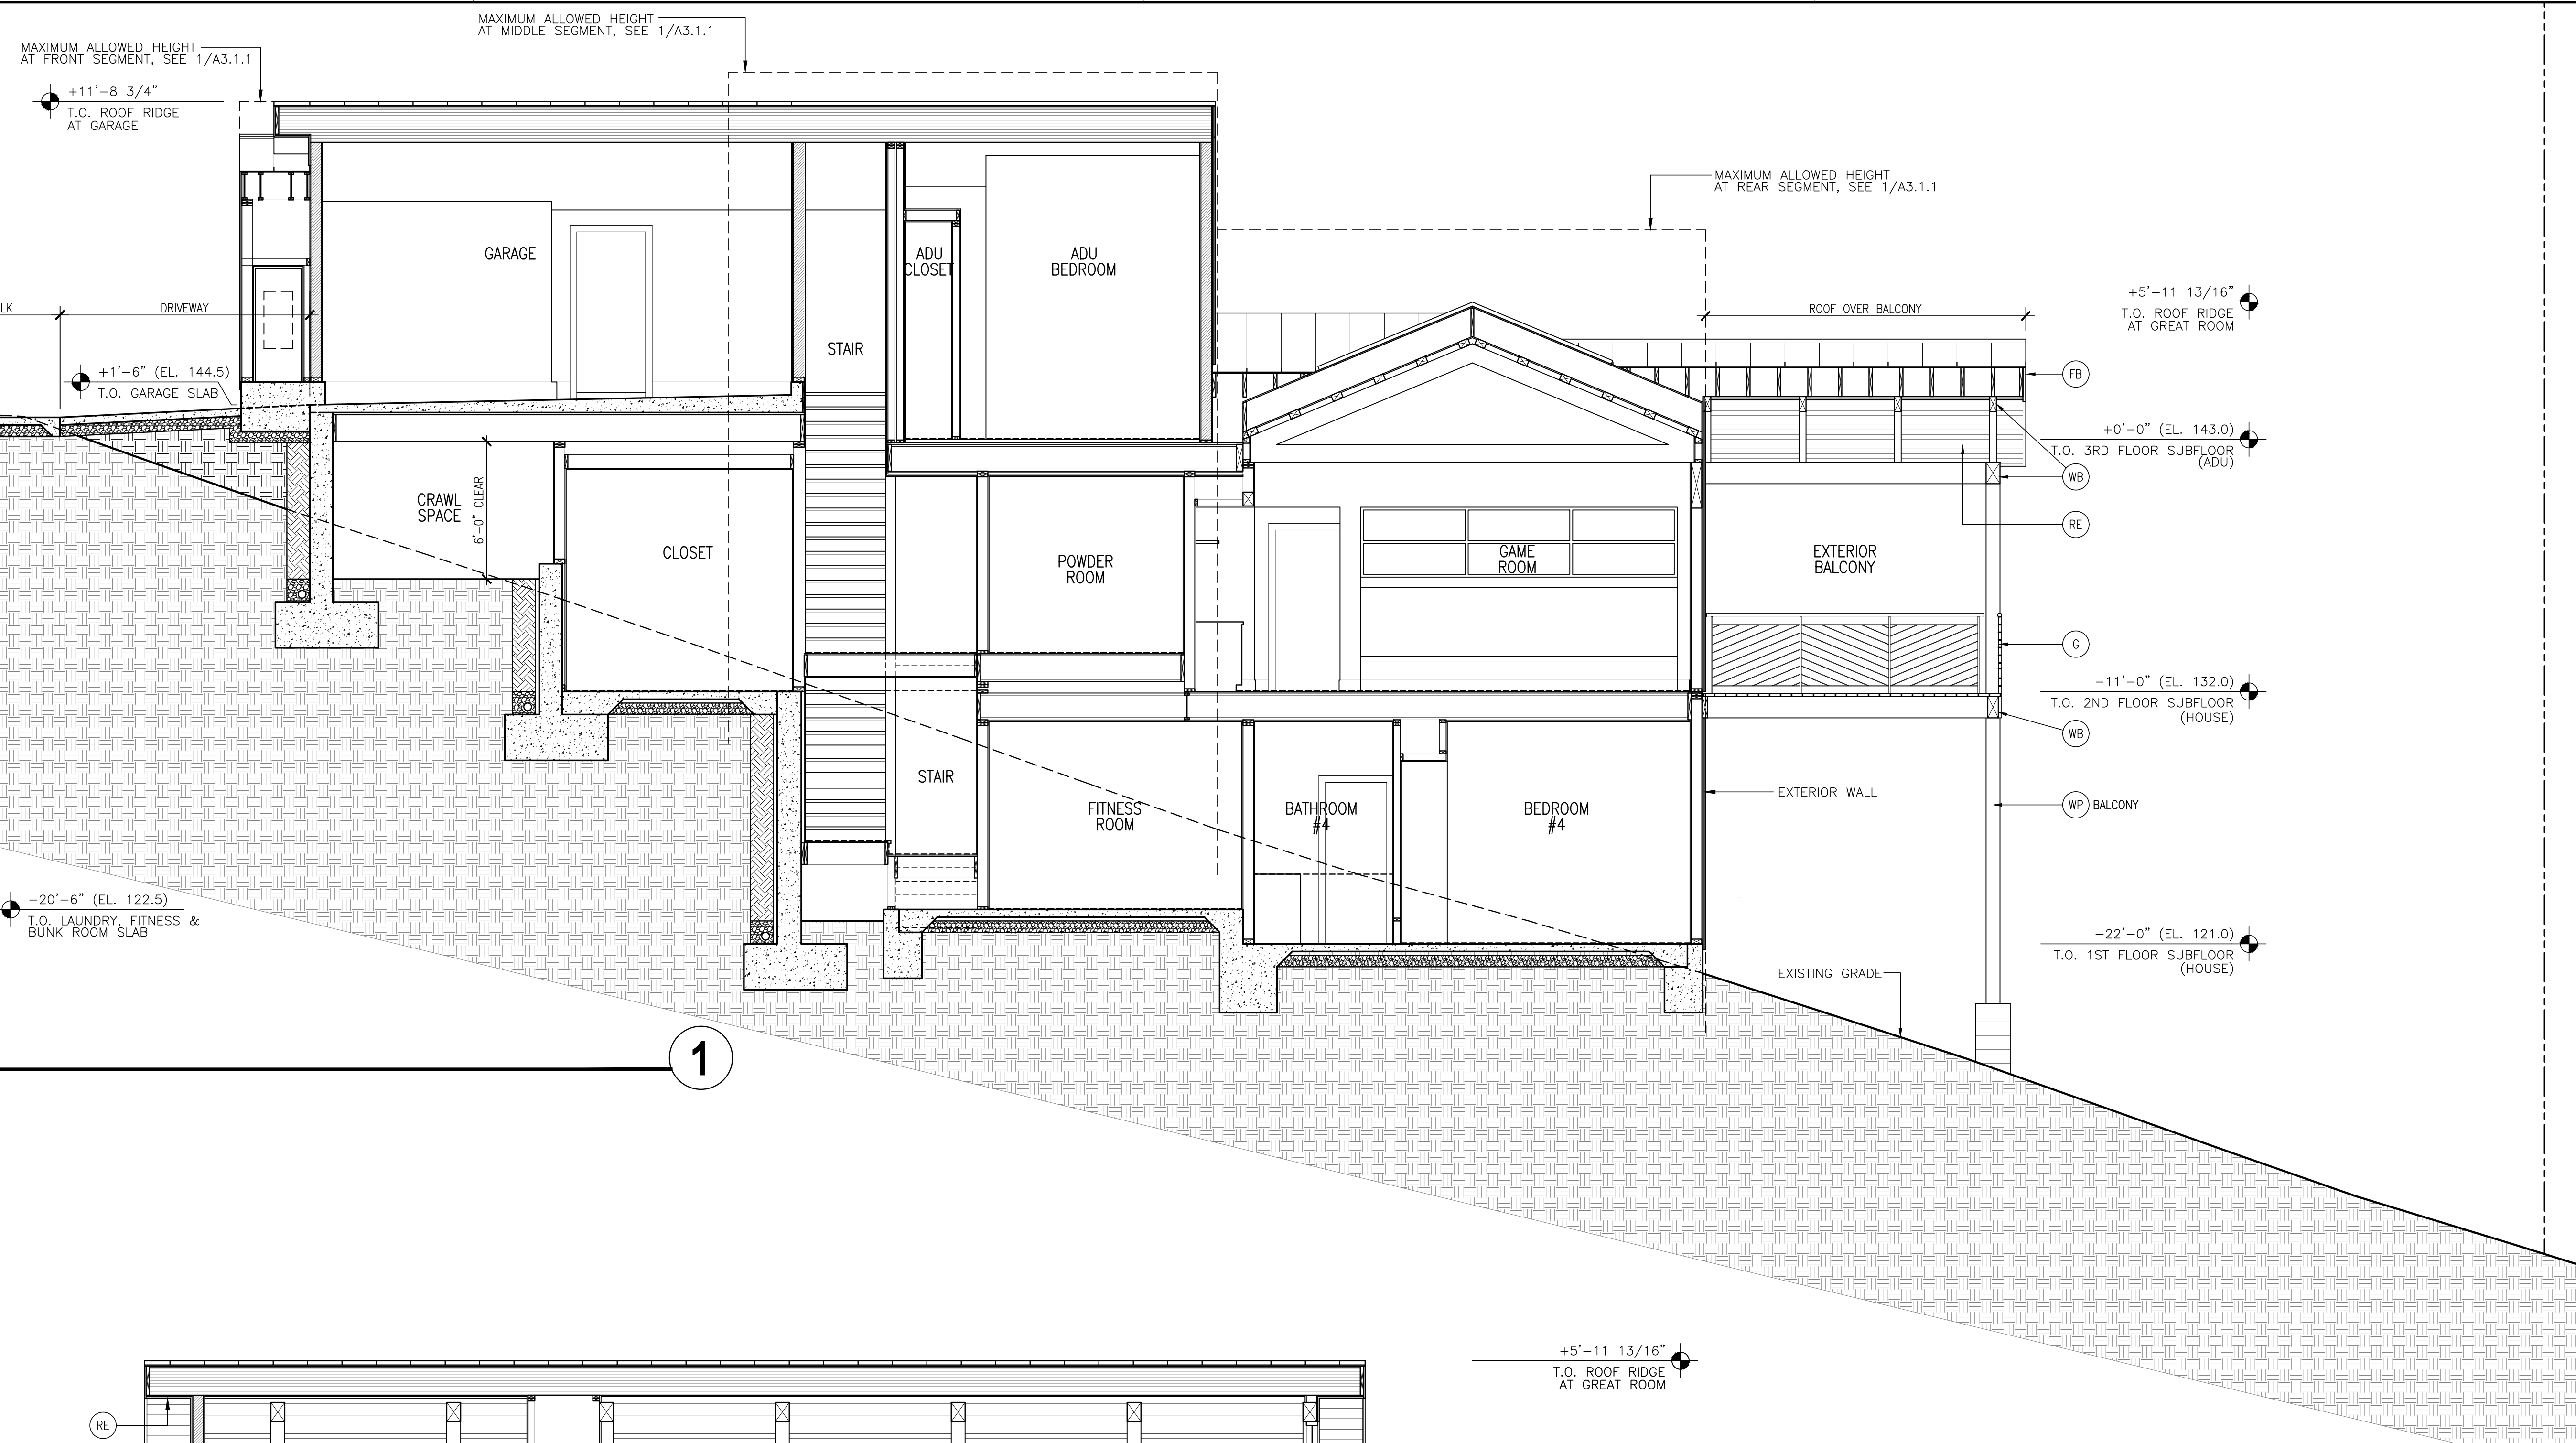 MAXIMUM ALLOWED HEIGHT
AT MIDDLE SEGMENT, SEE 1/A3.1.1
MAXIMUM ALLOWED HEIGHT
AT FRONT SEGMENT, SEE 1/A3.1.1
+11'-8 3/4"
T.O. ROOF RIDGE
AT GARAGE
MAXIMUM ALLOWED HEIGHT
AT REAR SEGMENT, SEE 1/A3.1.1
GARAGE
ADU
CLOSET
ADU
BEDROOM
LK
DRIVEWAY
STAIR
ROOF OVER BALCONY
+5'-11 13/16"
T.O. ROOF RIDGE
AT GREAT ROOM
+1'-6" (EL. 144.5)
T.O. GARAGE SLAB
FB
+0'-0" (EL. 143.0)
T.O. 3RD FLOOR SUBFLOOR
(ADU)
WB
RE
CRAWL
SPACE
6'-0" CLEAR
CLOSET
POWDER
ROOM
GAME
ROOM
EXTERIOR
BALCONY
G
-11'-0" (EL. 132.0)
T.O. 2ND FLOOR SUBFLOOR
(HOUSE)
WB
STAIR
FITNESS
ROOM
BATHROOM
#4
BEDROOM
#4
EXTERIOR WALL
WP BALCONY
-20'-6" (EL. 122.5)
T.O. LAUNDRY, FITNESS &
BUNK ROOM SLAB
-22'-0" (EL. 121.0)
T.O. 1ST FLOOR SUBFLOOR
(HOUSE)
EXISTING GRADE
1
+5'-11 13/16"
T.O. ROOF RIDGE
AT GREAT ROOM
RE